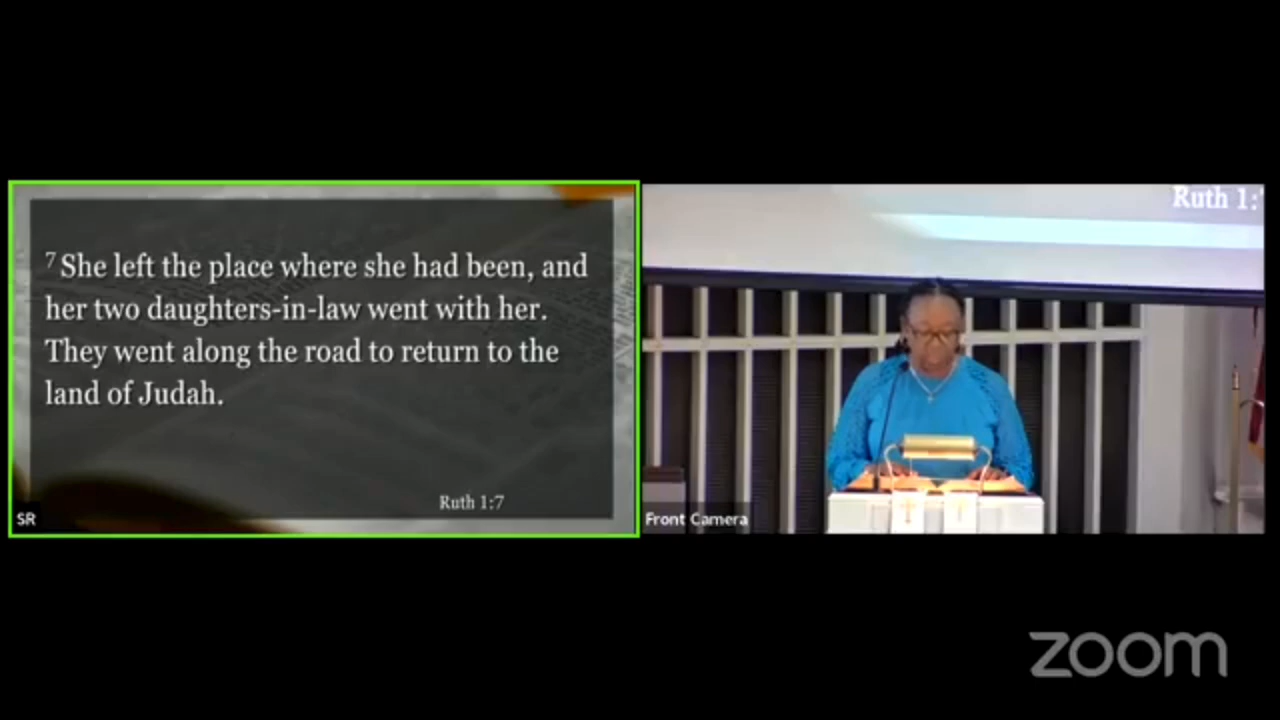 ⁷ She left the place where she had been, and
her two daughters-in-law went with her.
They went along the road to return to the
land of Judah.
Ruth 1:7
SR
Ruth 1:
Front Camera
zoom